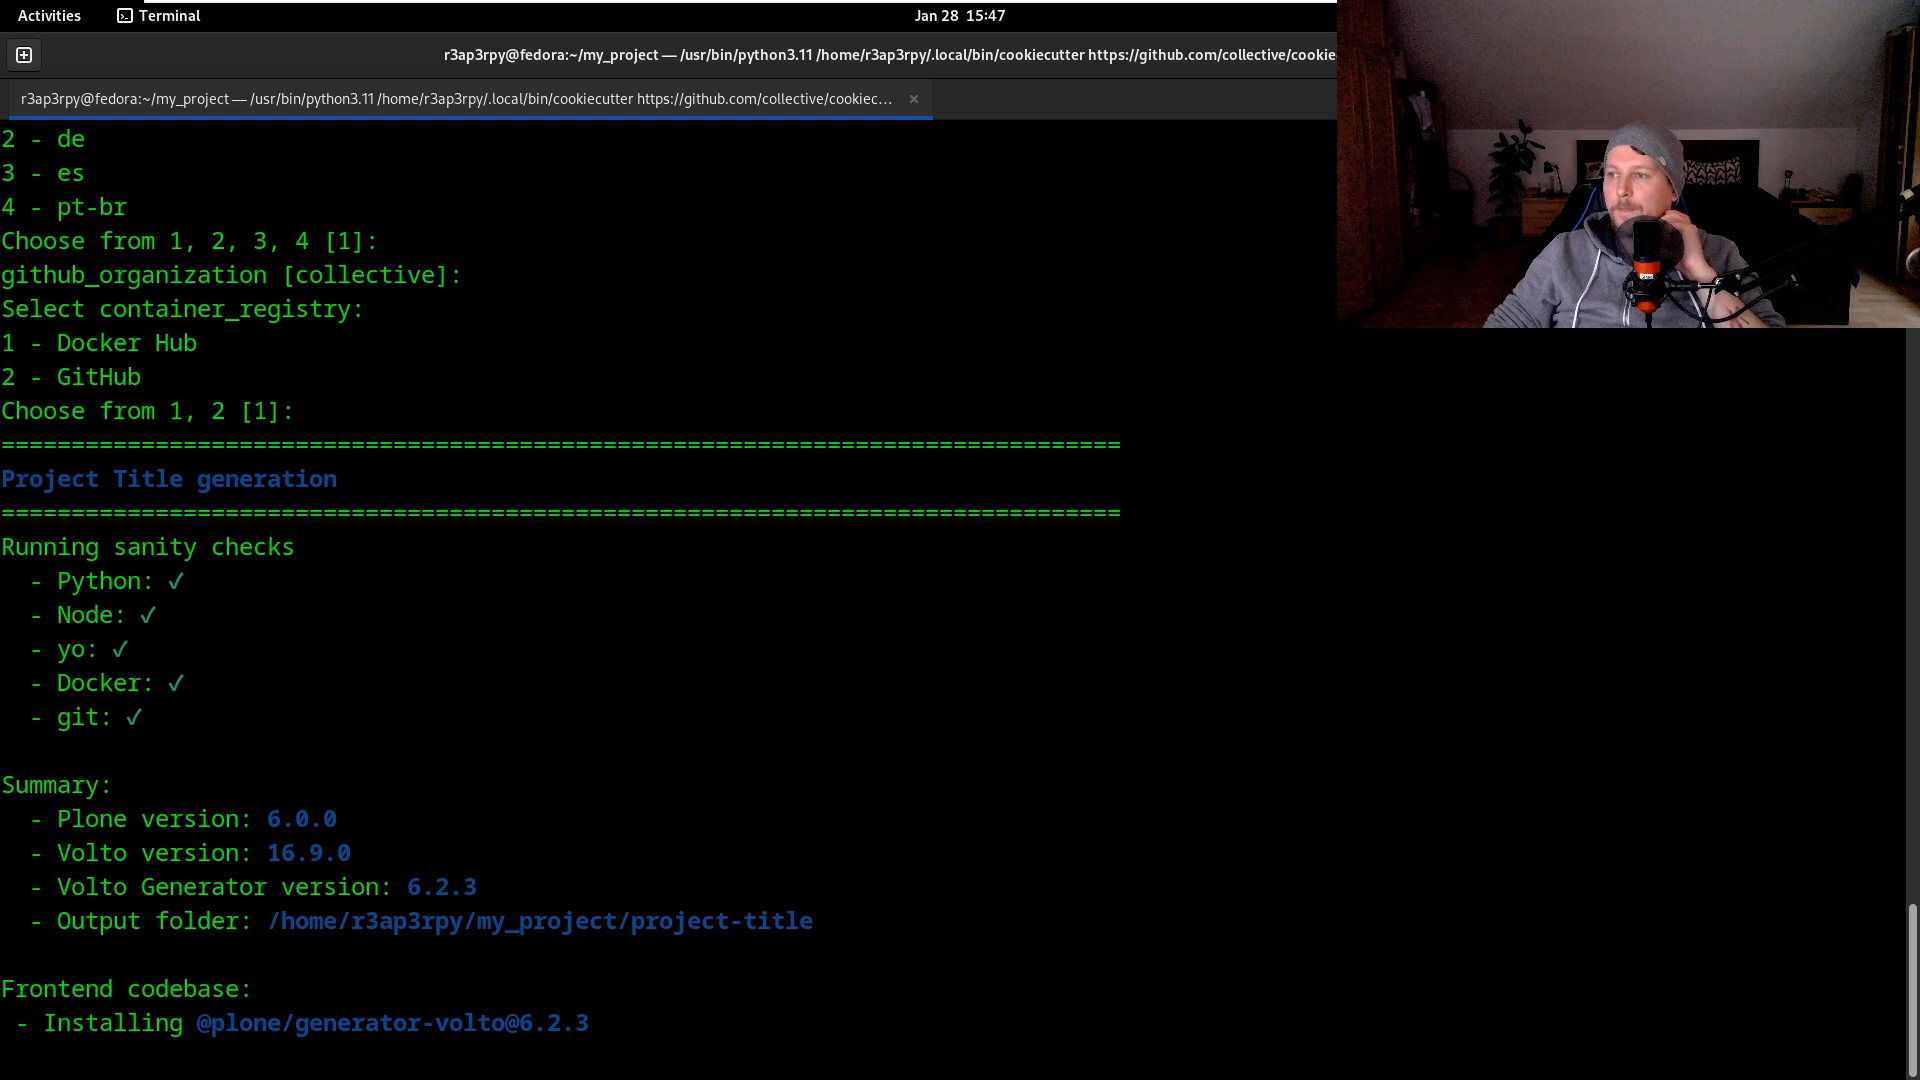 Activities
Terminal
Jan 28 15:47
r3ap3rpy@fedora:~/my_project — /usr/bin/python3.11 /home/r3ap3rpy/.local/bin/cookiecutter https://github.com/collective/cookie
r3ap3rpy@fedora:~/my_project — /usr/bin/python3.11 /home/r3ap3rpy/.local/bin/cookiecutter https://github.com/collective/cookiec…
2 - de
3 - es
4 - pt-br
Choose from 1, 2, 3, 4 [1]:
github_organization [collective]:
Select container_registry:
1 - Docker Hub
2 - GitHub
Choose from 1, 2 [1]:
================================================================================
Project Title generation
================================================================================
Running sanity checks
- Python: ✓
- Node: ✓
- yo: ✓
- Docker: ✓
- git: ✓
Summary:
- Plone version: 6.0.0
- Volto version: 16.9.0
- Volto Generator version: 6.2.3
- Output folder: /home/r3ap3rpy/my_project/project-title
Frontend codebase:
- Installing @plone/generator-volto@6.2.3